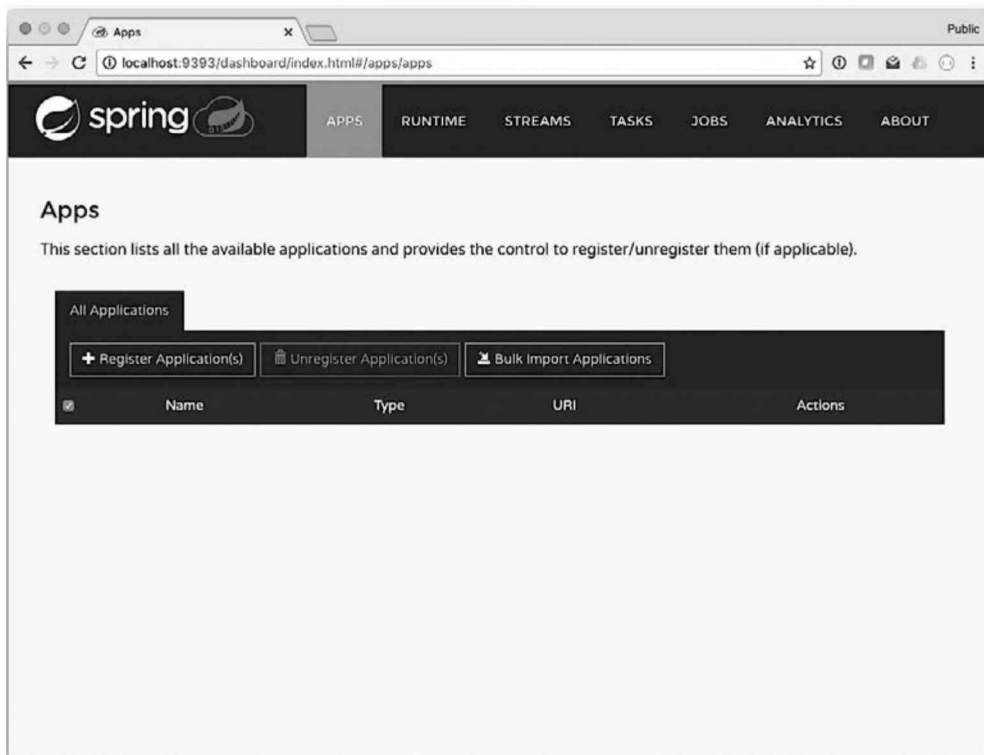 Apps
Public
localhost:9393/dashboard/index.html#/apps/apps
spring
APPS RUNTIME STREAMS TASKS JOBS ANALYTICS ABOUT
Apps
This section lists all the available applications and provides the control to register/unregister them (if applicable).
All Applications
Register Application(s) Unregister Application(s) Bulk Import Applications
Name Type URI Actions